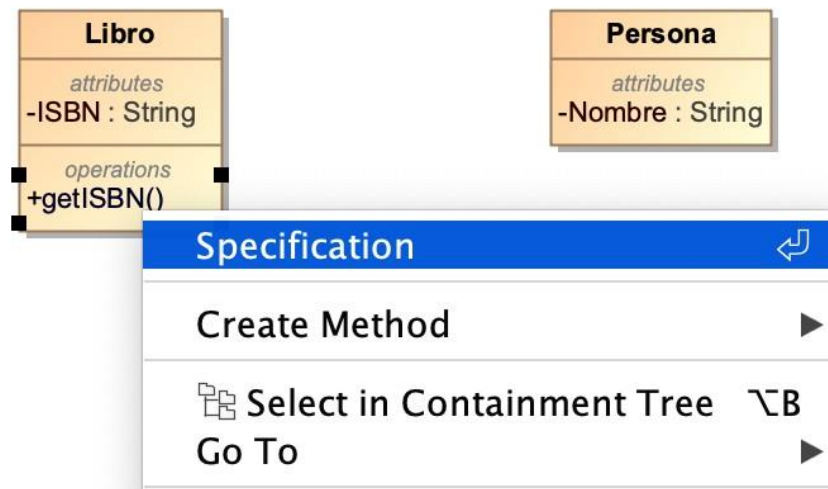 Libro
attributes
-ISBN : String
operations
+getISBN()
Persona
attributes
-Nombre : String
Specification
Create Method
Select in Containment Tree ⌥B
Go To